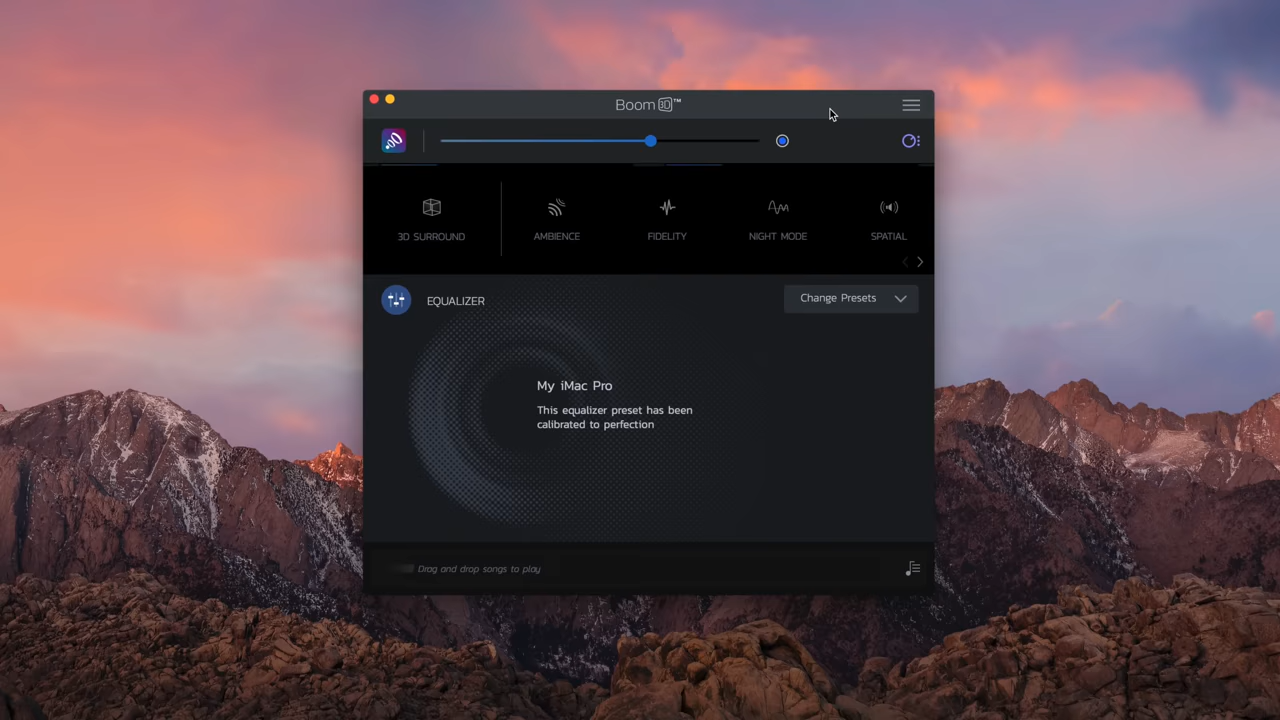 Boom 3D™
3D SURROUND
AMBIENCE
FIDELITY
NIGHT MODE
SPATIAL
EQUALIZER
Change Presets
My iMac Pro
This equalizer preset has been
calibrated to perfection
Drag and drop songs to play